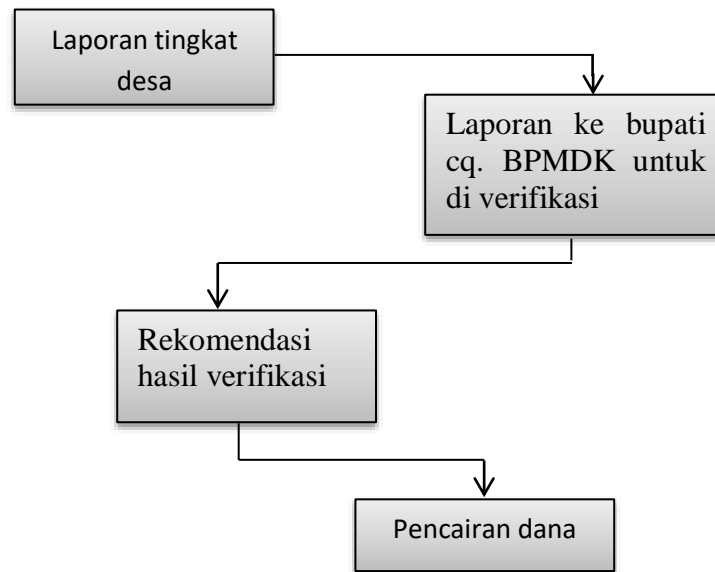 Laporan tingkat
desa
Laporan ke bupati
cq. BPMDK untuk
di verifikasi
Rekomendasi
hasil verifikasi
Pencairan dana